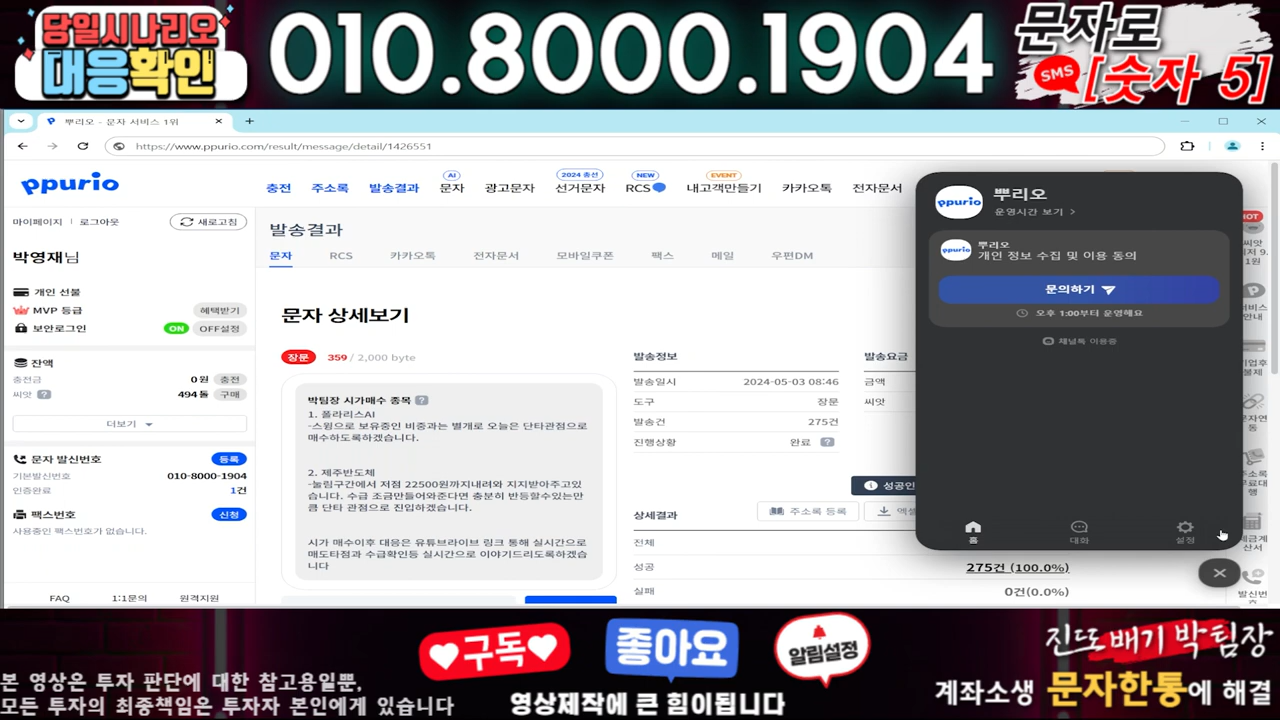 당일시나리오
대응확인
010.8000.1904
문자로
SMS
[숫자 5]
뿌리오 - 문자 서비스 1위
https://www.ppurio.com/result/message/detail/1426551
ppurio
충전
주소록
발송결과
AI
문자
광고문자
2024 총선
선거문자
NEW
RCS
EVENT
내고객만들기
카카오톡
전자문서
마이페이지
로그아웃
새로고침
박영재님
개인 선불
MVP 등급
혜택받기
보안로그인
ON
OFF설정
잔액
충전금
0원
충전
씨앗 ?
494톨
구매
더보기
문자 발신번호
등록
기본발신번호
010-8000-1904
인증완료
1건
팩스번호
신청
사용중인 팩스번호가 없습니다.
FAQ
1:1문의
원격지원
발송결과
문자
RCS
카카오톡
전자문서
모바일쿠폰
팩스
메일
우편DM
문자 상세보기
장문
359 / 2,000 byte
박팀장 시가매수 종목 ?
1. 폴라리스AI
-스윙으로 보유중인 비중과는 별개로 오늘은 단타관점으로
매수하도록하겠습니다.
2. 제주반도체
-눌림구간에서 저점 22500원까지내려와 지지받아주고있
습니다. 수급 조금만들어와준다면 충분히 반등할수있는만
큼 단타 관점으로 진입하겠습니다.
시가 매수이후 대응은 유튜브라이브 링크 통해 실시간으로
매도타점과 수급확인등 실시간으로 이야기드리도록하겠습
니다
발송정보
발송일시
2024-05-03 08:46
도구
장문
발송건
275건
진행상황
완료 ?
발송요금
금액
씨앗
성공인
상세결과
주소록 등록
엑셀
전체
성공
275건 (100.0%)
실패
0건(0.0%)
ppurio
뿌리오
운영시간 보기 >
ppurio
뿌리오
개인 정보 수집 및 이용 동의
문의하기
오후 1:00부터 운영해요
채널톡 이용중
홈
대화
설정
구독
좋아요
알림설정
영상제작에 큰 힘이됩니다
본 영상은 투자 판단에 대한 참고용일뿐,
모든 투자의 최종책임은 투자자 본인에게 있습니다
진또배기 박팀장
계좌소생 문자한통에 해결